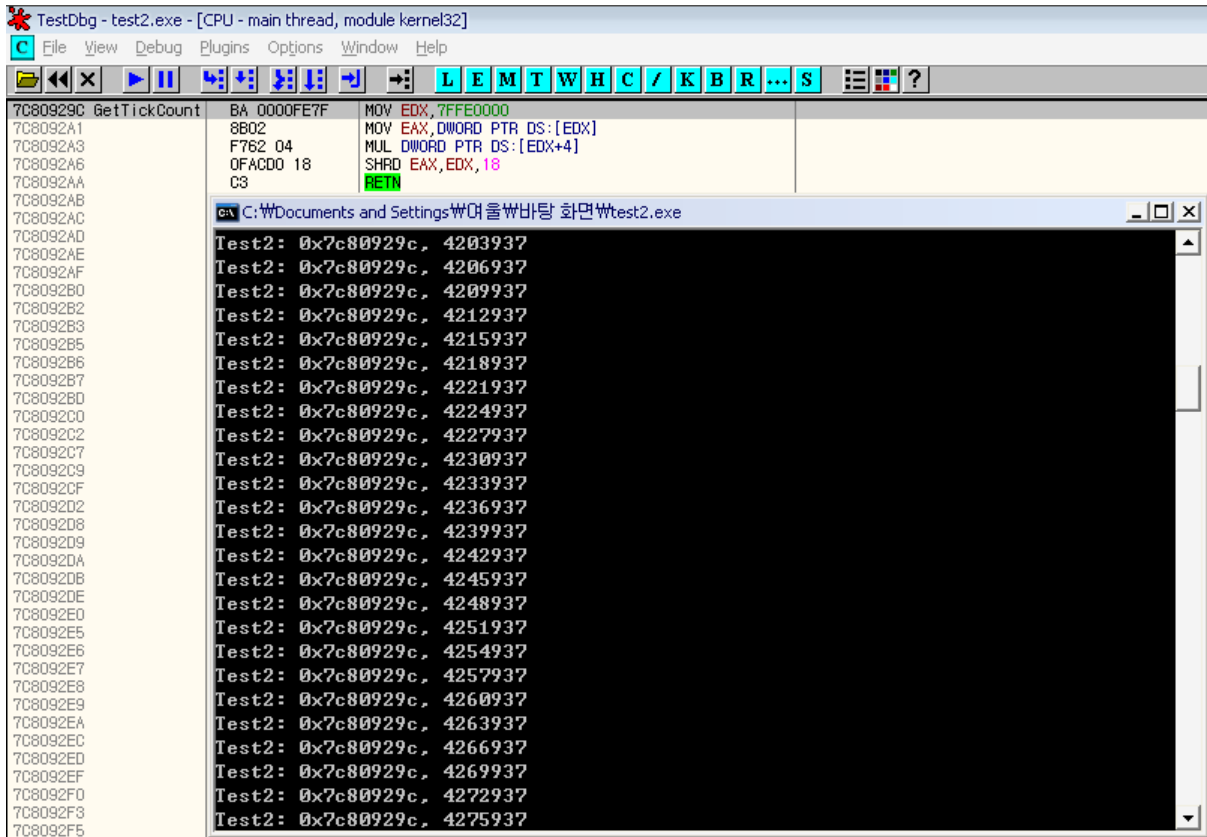 TestDbg - test2.exe - [CPU - main thread, module kernel32]
C File View Debug Plugins Options Window Help
L E M T W H C / K B R ... S ?
7C80929C GetTickCount BA 0000FE7F MOV EDX,7FFE0000
7C8092A1 8B02 MOV EAX,DWORD PTR DS:[EDX]
7C8092A3 F762 04 MUL DWORD PTR DS:[EDX+4]
7C8092A6 0FACD0 18 SHRD EAX,EDX,18
7C8092AA C3 RETN
7C8092AB
7C8092AC
7C8092AD
7C8092AE
7C8092AF
7C8092B0
7C8092B2
7C8092B3
7C8092B5
7C8092B6
7C8092B7
7C8092BD
7C8092C0
7C8092C2
7C8092C7
7C8092C9
7C8092CF
7C8092D2
7C8092D8
7C8092D9
7C8092DA
7C8092DB
7C8092DE
7C8092E0
7C8092E5
7C8092E6
7C8092E7
7C8092E8
7C8092E9
7C8092EA
7C8092EC
7C8092ED
7C8092EF
7C8092F0
7C8092F3
7C8092F5
C:₩Documents and Settings₩여울₩바탕 화면₩test2.exe
Test2: 0x7c80929c, 4203937
Test2: 0x7c80929c, 4206937
Test2: 0x7c80929c, 4209937
Test2: 0x7c80929c, 4212937
Test2: 0x7c80929c, 4215937
Test2: 0x7c80929c, 4218937
Test2: 0x7c80929c, 4221937
Test2: 0x7c80929c, 4224937
Test2: 0x7c80929c, 4227937
Test2: 0x7c80929c, 4230937
Test2: 0x7c80929c, 4233937
Test2: 0x7c80929c, 4236937
Test2: 0x7c80929c, 4239937
Test2: 0x7c80929c, 4242937
Test2: 0x7c80929c, 4245937
Test2: 0x7c80929c, 4248937
Test2: 0x7c80929c, 4251937
Test2: 0x7c80929c, 4254937
Test2: 0x7c80929c, 4257937
Test2: 0x7c80929c, 4260937
Test2: 0x7c80929c, 4263937
Test2: 0x7c80929c, 4266937
Test2: 0x7c80929c, 4269937
Test2: 0x7c80929c, 4272937
Test2: 0x7c80929c, 4275937